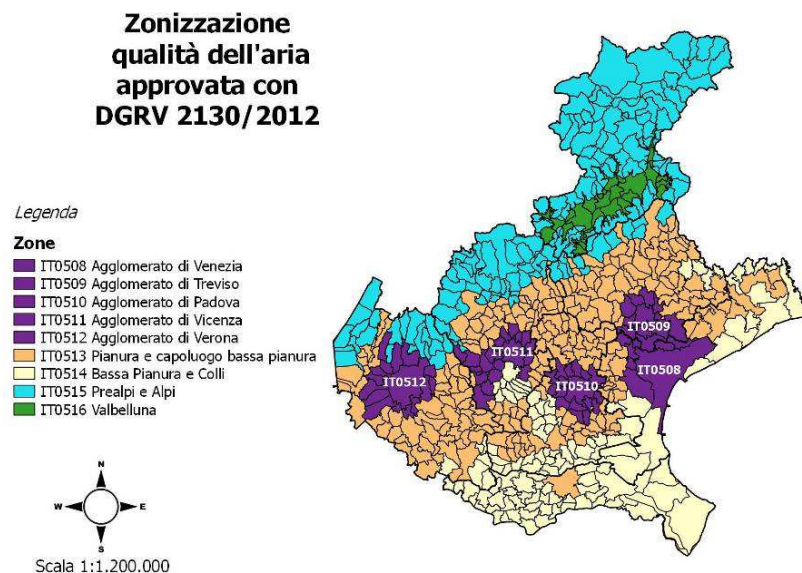 Zonizzazione
qualità dell'aria
approvata con
DGRV 2130/2012
Legenda
Zone
IT0508 Agglomerato di Venezia
IT0509 Agglomerato di Treviso
IT0510 Agglomerato di Padova
IT0511 Agglomerato di Vicenza
IT0512 Agglomerato di Verona
IT0513 Pianura e capoluogo bassa pianura
IT0514 Bassa Pianura e Colli
IT0515 Prealpi e Alpi
IT0516 Valbelluna
IT0509
IT0511
IT0508
IT0512
IT0510
N
W
E
S
Scala 1:1.200.000